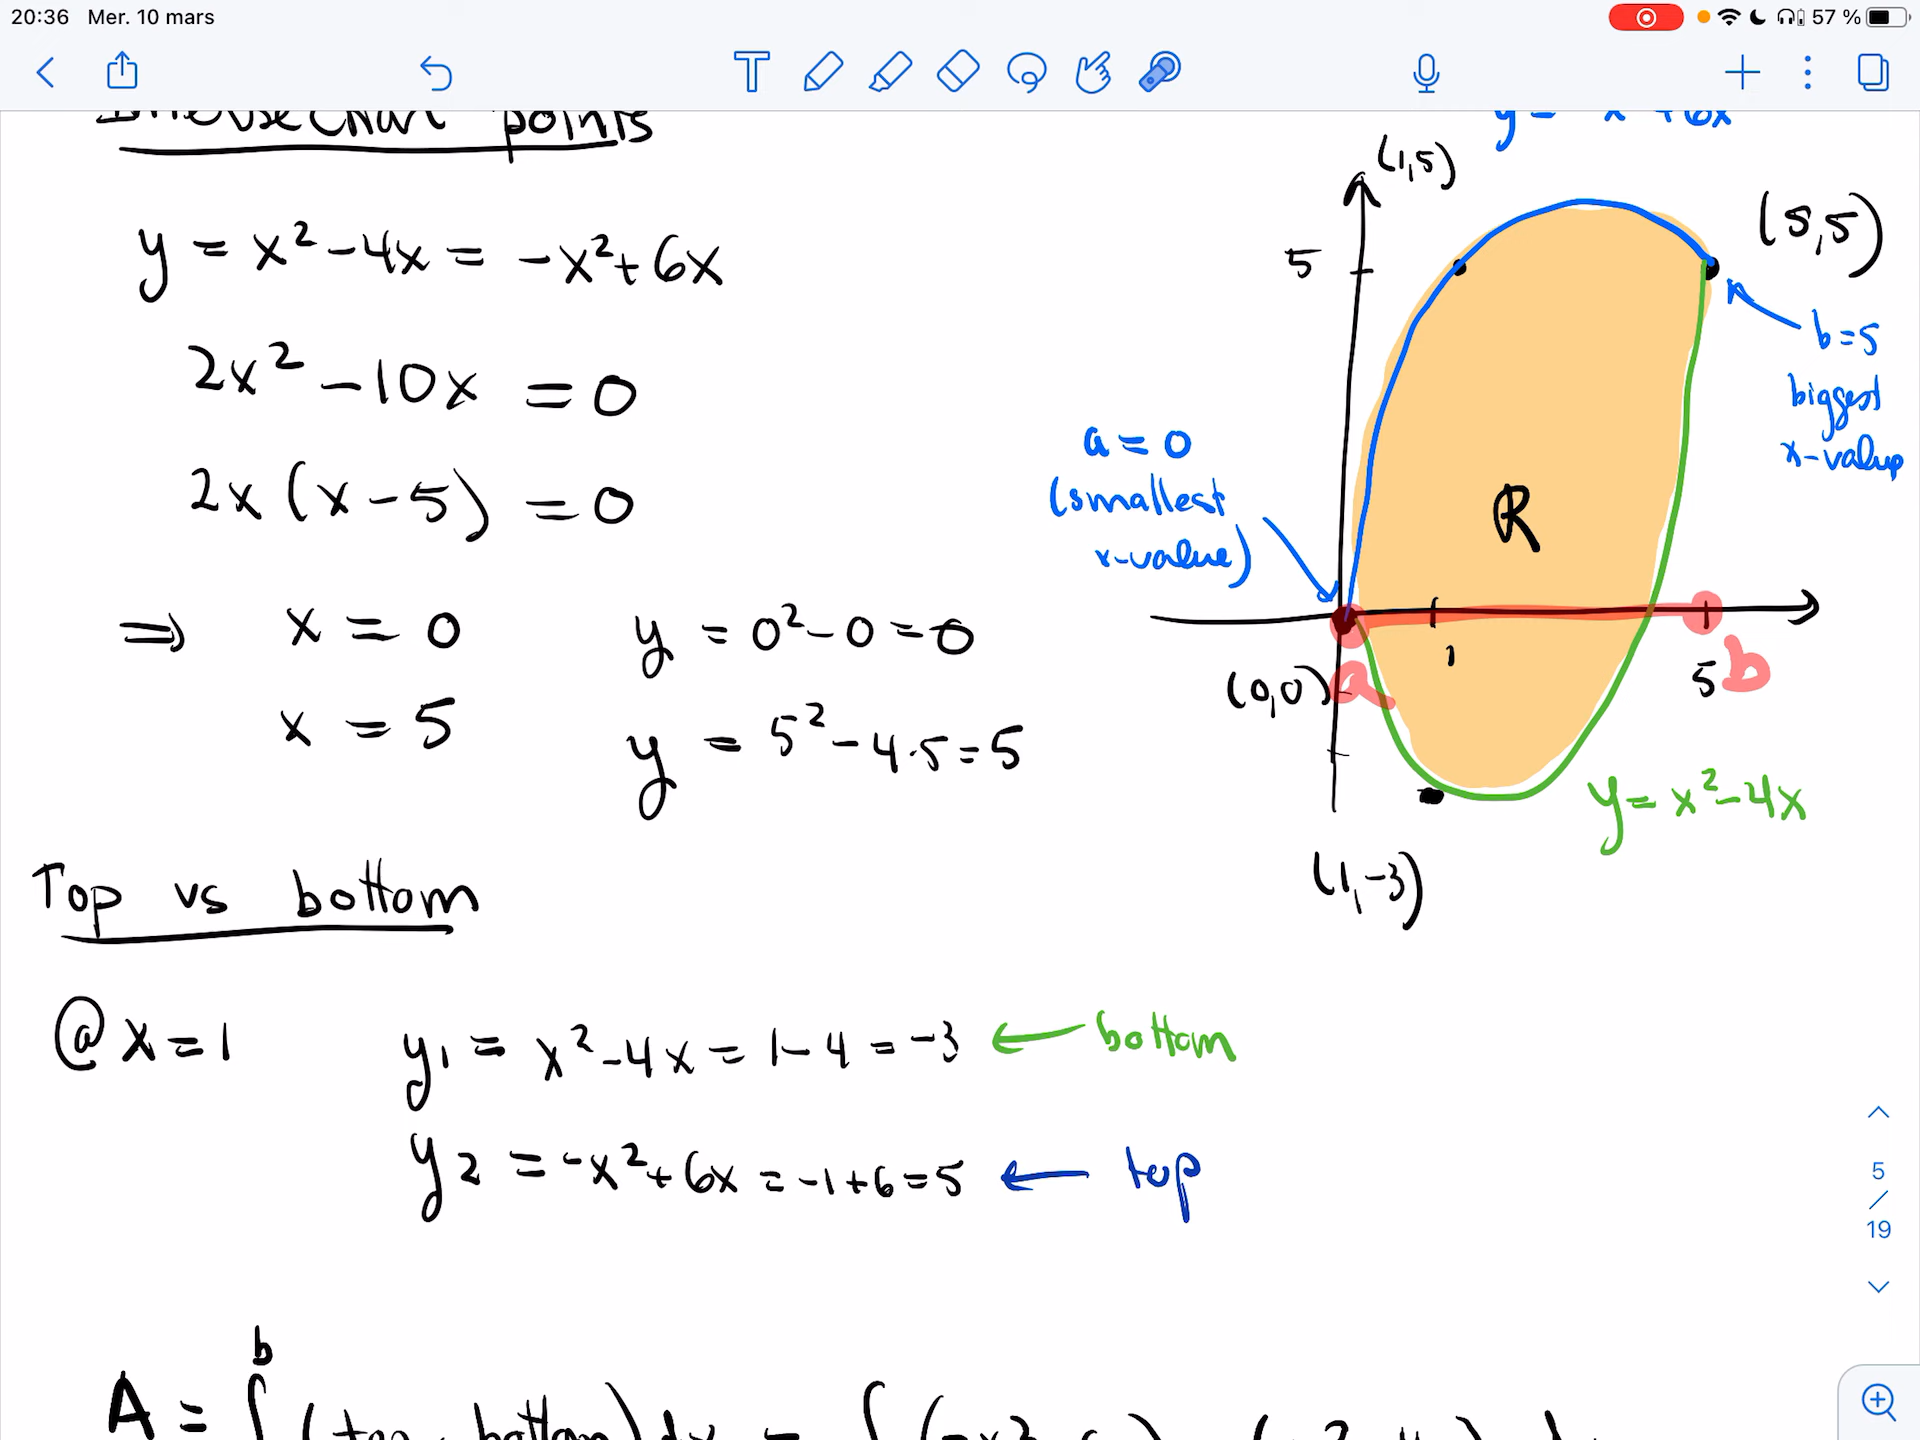 20:36 Mer. 10 mars
57 %
T
points
y = x² - 4x = -x² + 6x
2x² - 10x = 0
2x (x - 5) = 0
⇒ x = 0 y = 0² - 0 = 0
x = 5 y = 5² - 4·5 = 5
Top vs bottom
@ x = 1 y₁ = x² - 4x = 1 - 4 = -3 ← bottom
y₂ = -x² + 6x = -1 + 6 = 5 ← top
b
A = ∫ (top - bottom) dx =
(1,5)
(5,5)
5
b = 5
biggest
x-value
a = 0
(smallest
x-value)
R
1
(0,0)
a
5 b
y = x² - 4x
(1,-3)
5
/
19